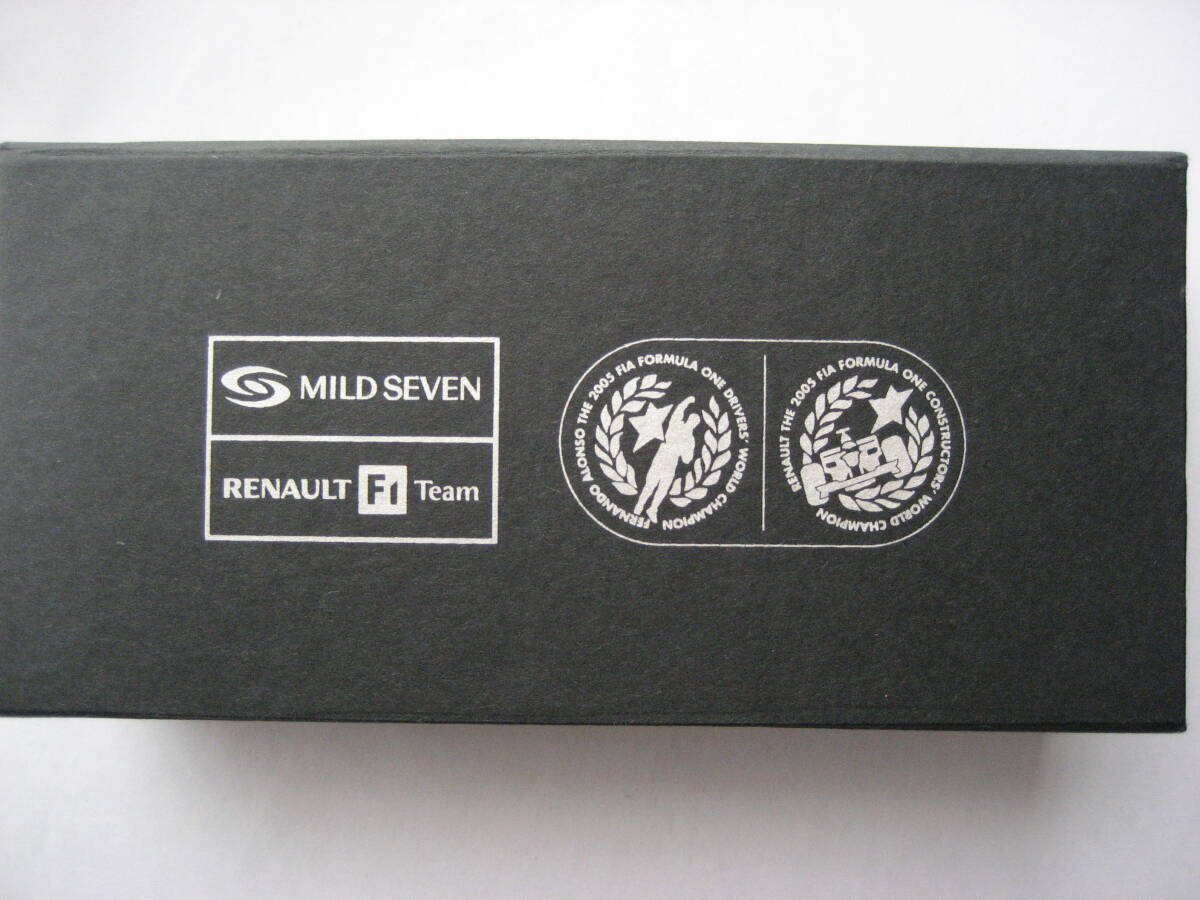 MILD SEVEN
RENAULT F1 Team
FERNANDO ALONSO THE 2005 FIA FORMULA ONE DRIVERS' WORLD CHAMPION
RENAULT THE 2005 FIA FORMULA ONE CONSTRUCTORS' WORLD CHAMPION